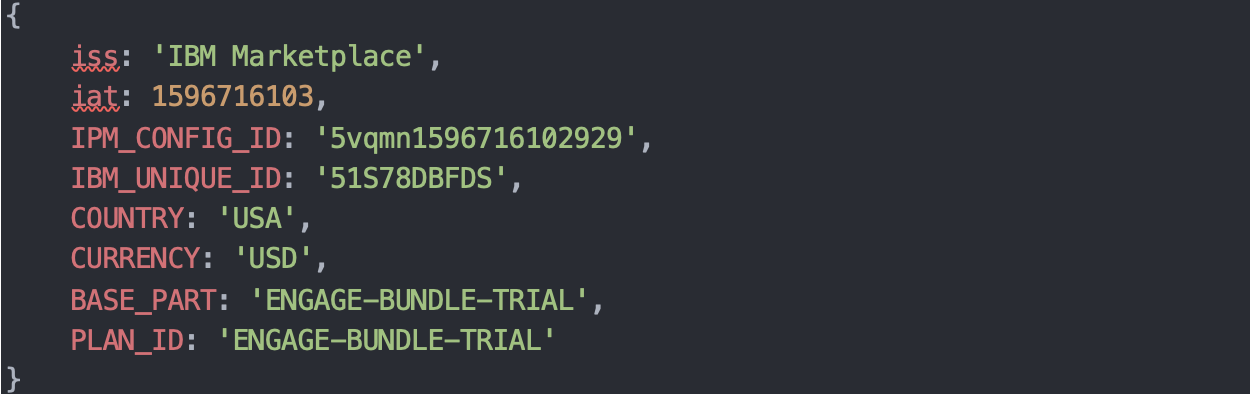 {
iss: 'IBM Marketplace',
iat: 1596716103,
IPM_CONFIG_ID: '5vqmn1596716102929',
IBM_UNIQUE_ID: '51S78DBFDS',
COUNTRY: 'USA',
CURRENCY: 'USD',
BASE_PART: 'ENGAGE-BUNDLE-TRIAL',
PLAN_ID: 'ENGAGE-BUNDLE-TRIAL'
}